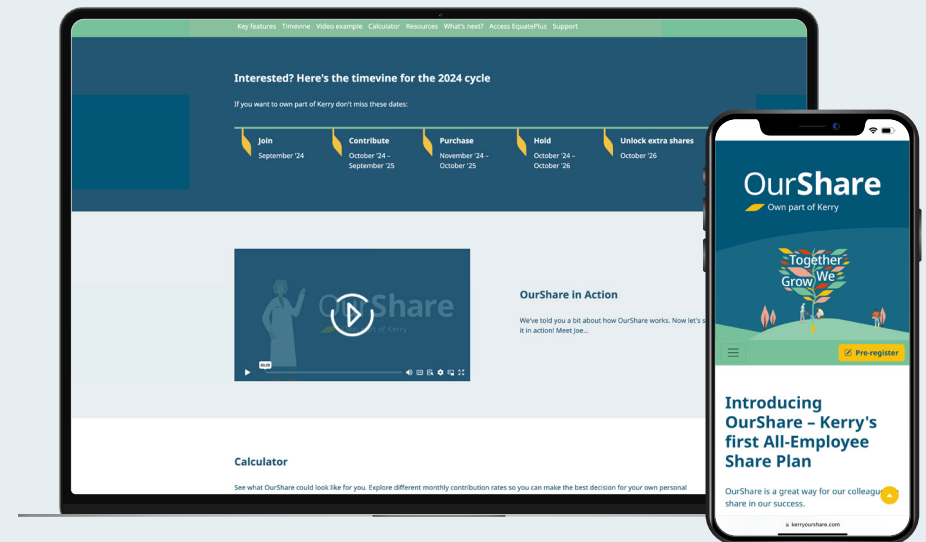 Key features Timevine Video example Calculator Resources What's next? Access EquatePlus Support
Interested? Here's the timevine for the 2024 cycle
If you want to own part of Kerry don't miss these dates:
Join
September '24
Contribute
October '24 –
September '25
Purchase
November '24 –
October '25
Hold
October '24 –
October '26
Unlock extra shares
October '26
OurShare
Own part of Kerry
OurShare in Action
We've told you a bit about how OurShare works. Now let's s
it in action! Meet Joe...
Calculator
See what OurShare could look like for you. Explore different monthly contribution rates so you can make the best decision for your own personal
OurShare
Own part of Kerry
Together
We
Grow
Pre-register
Introducing
OurShare – Kerry's
first All-Employee
Share Plan
OurShare is a great way for our
share in our success.
kerryourshare.com